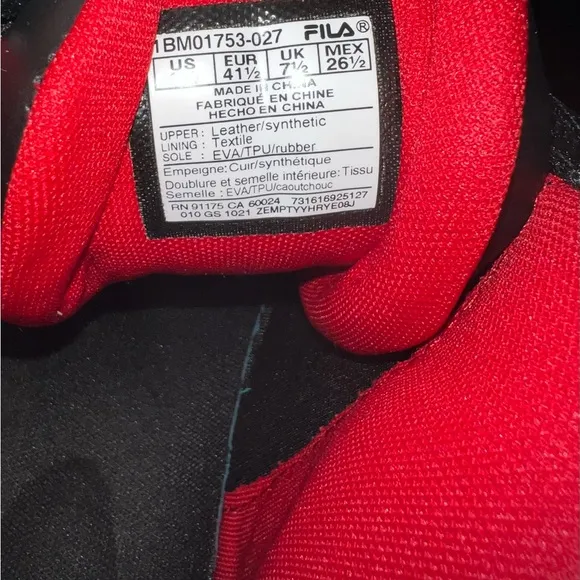 1BM01753-027 FILA®
US EUR UK MEX
41½ 7½ 26½
MADE IN CHINA
FABRIQUÉ EN CHINE
HECHO EN CHINA
UPPER : Leather/synthetic
LINING : Textile
SOLE : EVA/TPU/rubber
Empeigne: Cuir/synthétique
Doublure et semelle intérieure: Tissu
Semelle : EVA/TPU/caoutchouc
RN 91175 CA 60024 731616925127
010 GS 1021 ZEMPTYYHRYE08J